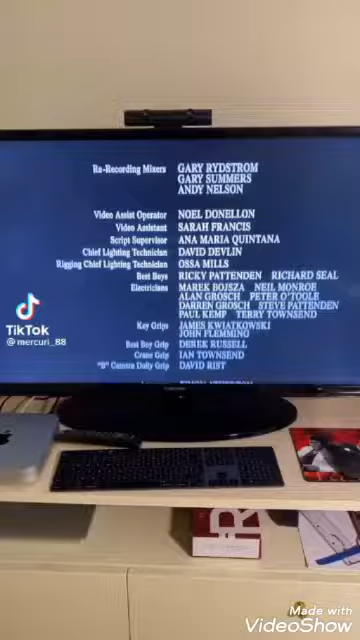 Re-Recording Mixers GARY RYDSTROM
GARY SUMMERS
ANDY NELSON
Video Assist Operator NOEL DONELLON
Video Assistant SARAH FRANCIS
Script Supervisor ANA MARIA QUINTANA
Chief Lighting Technician DAVID DEVLIN
Rigging Chief Lighting Technician OSSA MILLS
Best Boys RICKY PATTENDEN RICHARD SEAL
Electricians MAREK BOJSZA NEIL MONROE
ALAN GROSCH PETER O'TOOLE
DARREN GROSCH STEVE PATTENDEN
PAUL KEMP TERRY TOWNSEND
Key Grips JAMES KWIATKOWSKI
JOHN FLEMMING
Best Boy Grip DEREK RUSSELL
Crane Grip IAN TOWNSEND
"B" Camera Dolly Grip DAVID RIST
TikTok
@mercuri_88
Made with
VideoShow